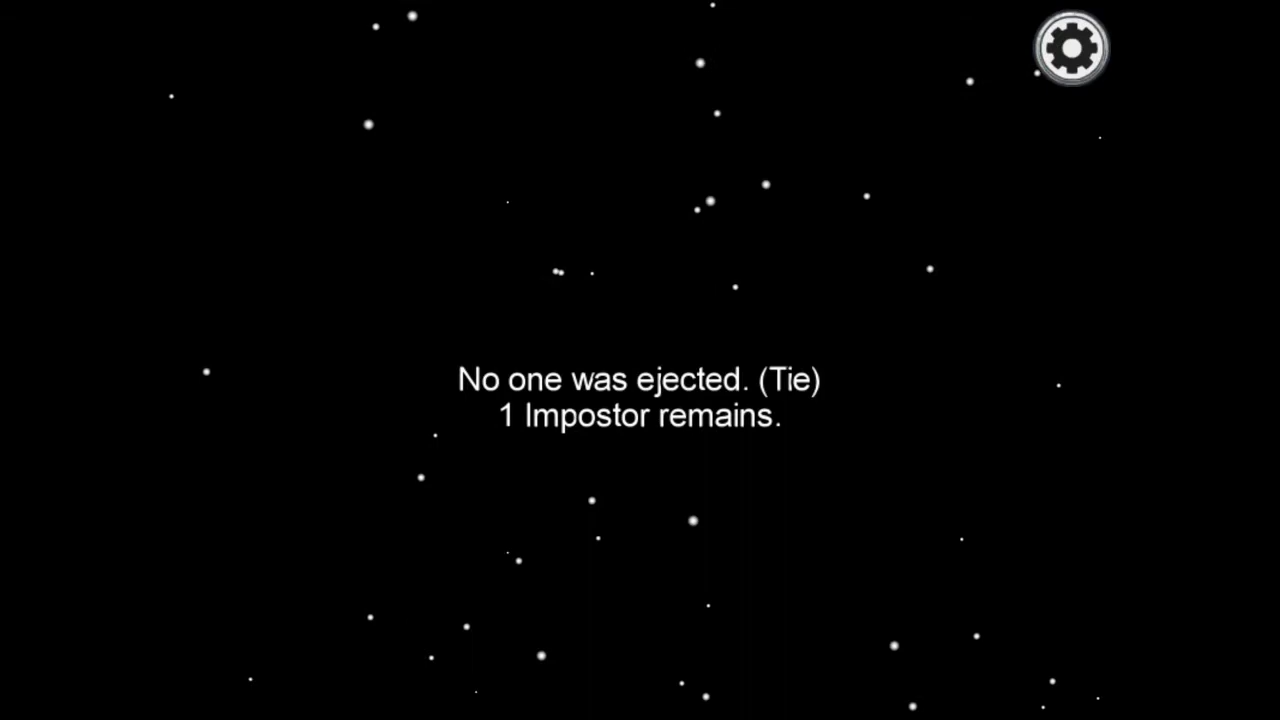 No one was ejected. (Tie)
1 Impostor remains.